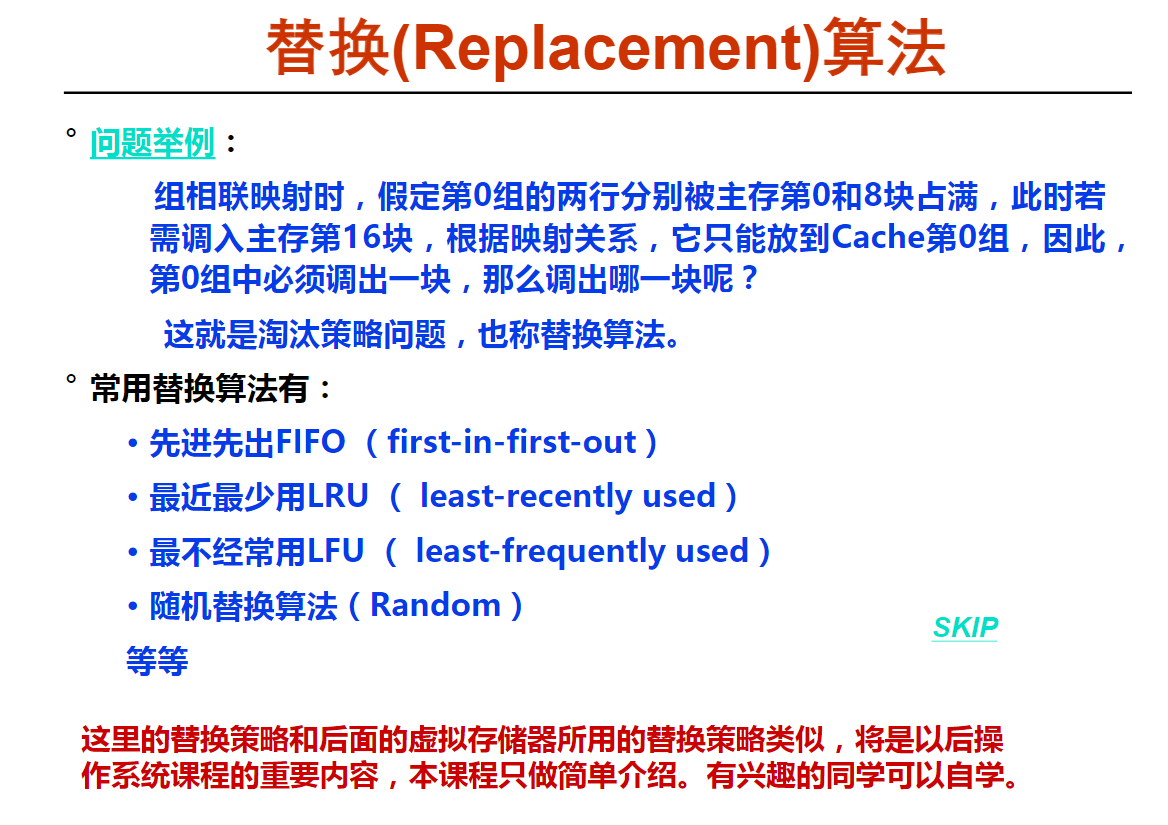 替换(Replacement)算法
° 问题举例：
组相联映射时，假定第0组的两行分别被主存第0和8块占满，此时若
需调入主存第16块，根据映射关系，它只能放到Cache第0组，因此，
第0组中必须调出一块，那么调出哪一块呢？
这就是淘汰策略问题，也称替换算法。
° 常用替换算法有：
• 先进先出FIFO （first-in-first-out）
• 最近最少用LRU （ least-recently used）
• 最不经常用LFU （ least-frequently used）
• 随机替换算法（Random）
等等
SKIP
这里的替换策略和后面的虚拟存储器所用的替换策略类似，将是以后操
作系统课程的重要内容，本课程只做简单介绍。有兴趣的同学可以自学。